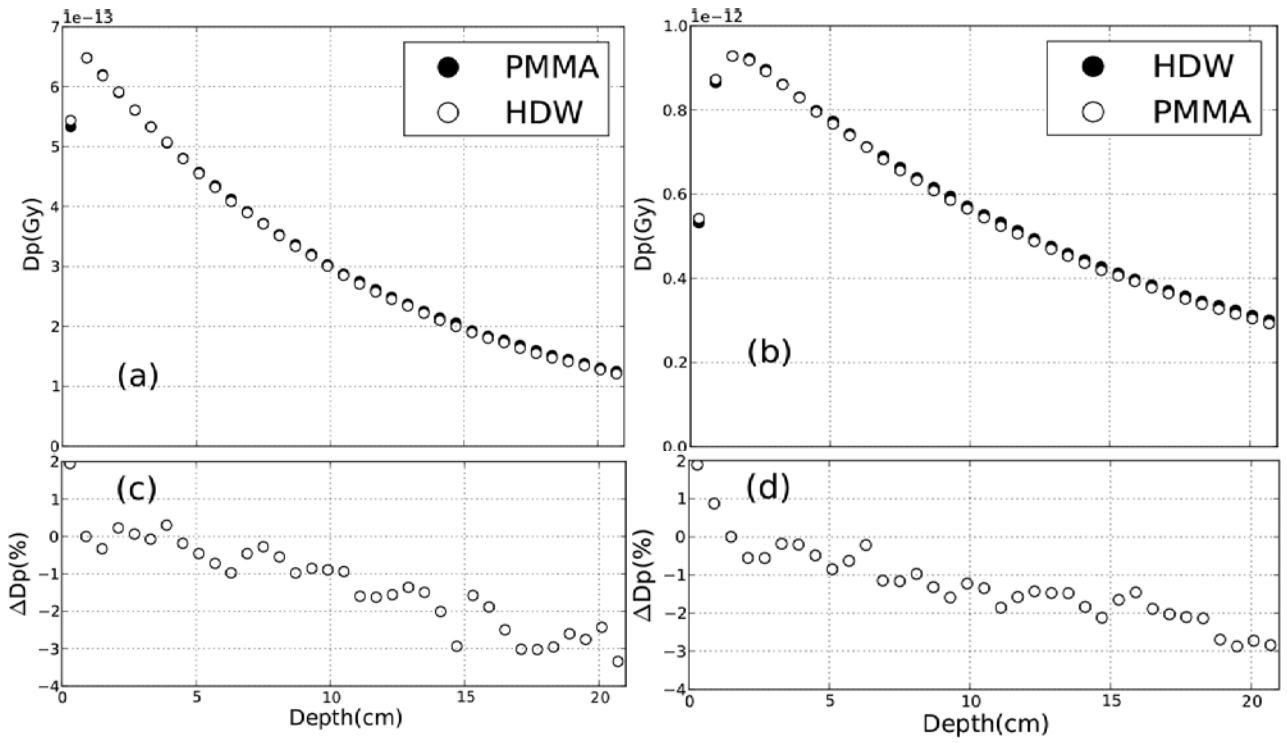 1e−13
7
6
5
4
3
2
1
0
Dp(Gy)
PMMA
HDW
(a)
1e−12
1.0
0.8
0.6
0.4
0.2
0.0
Dp(Gy)
HDW
PMMA
(b)
2
1
0
−1
−2
−3
−4
ΔDp(%)
(c)
0
5
10
15
20
Depth(cm)
2
1
0
−1
−2
−3
−4
ΔDp(%)
(d)
0
5
10
15
20
Depth(cm)